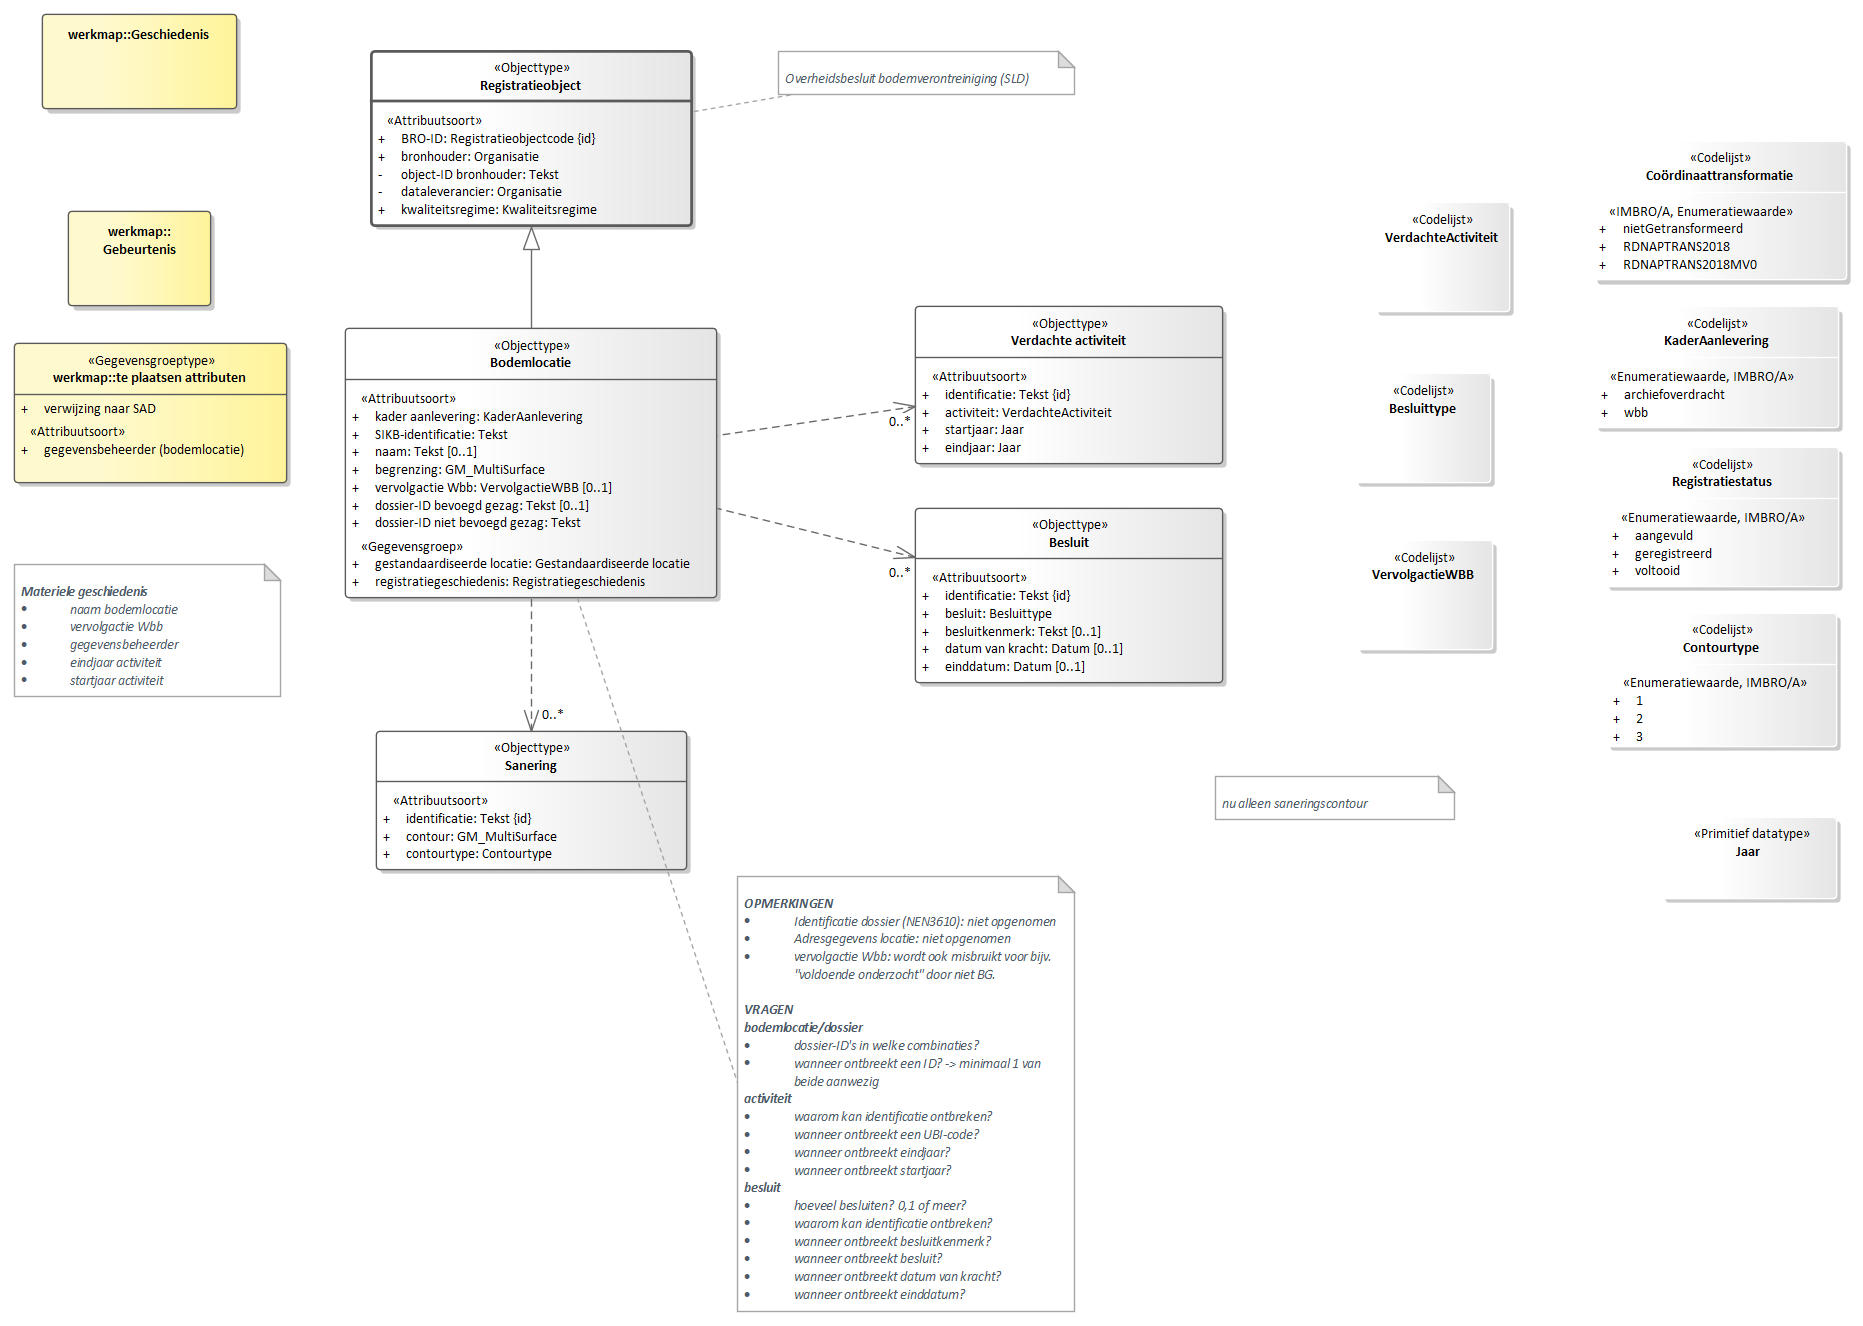 werkmap::Geschiedenis
werkmap::
Gebeurtenis
«Gegevensgroeptype»
werkmap::te plaatsen attributen
+ verwijzing naar SAD
«Attribuutsoort»
+ gegevensbeheerder (bodemlocatie)
Materiele geschiedenis
• naam bodemlocatie
• vervolgactie Wbb
• gegevensbeheerder
• eindjaar activiteit
• startjaar activiteit
«Objecttype»
Registratieobject
«Attribuutsoort»
+ BRO-ID: Registratieobjectcode {id}
+ bronhouder: Organisatie
- object-ID bronhouder: Tekst
- dataleverancier: Organisatie
+ kwaliteitsregime: Kwaliteitsregime
Overheidsbesluit bodemverontreiniging (SLD)
«Objecttype»
Bodemlocatie
«Attribuutsoort»
+ kader aanlevering: KaderAanlevering
+ SIKB-identificatie: Tekst
+ naam: Tekst [0..1]
+ begrenzing: GM_MultiSurface
+ vervolgactie Wbb: VervolgactieWBB [0..1]
+ dossier-ID bevoegd gezag: Tekst [0..1]
+ dossier-ID niet bevoegd gezag: Tekst
«Gegevensgroep»
+ gestandaardiseerde locatie: Gestandaardiseerde locatie
+ registratiegeschiedenis: Registratiegeschiedenis
0..*
0..*
0..*
«Objecttype»
Verdachte activiteit
«Attribuutsoort»
+ identificatie: Tekst {id}
+ activiteit: VerdachteActiviteit
+ startjaar: Jaar
+ eindjaar: Jaar
«Objecttype»
Besluit
«Attribuutsoort»
+ identificatie: Tekst {id}
+ besluit: Besluittype
+ besluitkenmerk: Tekst [0..1]
+ datum van kracht: Datum [0..1]
+ einddatum: Datum [0..1]
«Objecttype»
Sanering
«Attribuutsoort»
+ identificatie: Tekst {id}
+ contour: GM_MultiSurface
+ contourtype: Contourtype
OPMERKINGEN
• Identificatie dossier (NEN3610): niet opgenomen
• Adresgegevens locatie: niet opgenomen
• vervolgactie Wbb: wordt ook misbruikt voor bijv.
"voldoende onderzocht" door niet BG.
VRAGEN
bodemlocatie/dossier
• dossier-ID's in welke combinaties?
• wanneer ontbreekt een ID? -> minimaal 1 van
beide aanwezig
activiteit
• waarom kan identificatie ontbreken?
• wanneer ontbreekt een UBI-code?
• wanneer ontbreekt eindjaar?
• wanneer ontbreekt startjaar?
besluit
• hoeveel besluiten? 0,1 of meer?
• waarom kan identificatie ontbreken?
• wanneer ontbreekt besluitkenmerk?
• wanneer ontbreekt besluit?
• wanneer ontbreekt datum van kracht?
• wanneer ontbreekt einddatum?
nu alleen saneringscontour
«Codelijst»
VerdachteActiviteit
«Codelijst»
Besluittype
«Codelijst»
VervolgactieWBB
«Codelijst»
Coördinaattransformatie
«IMBRO/A, Enumeratiewaarde»
+ nietGetransformeerd
+ RDNAPTRANS2018
+ RDNAPTRANS2018MV0
«Codelijst»
KaderAanlevering
«Enumeratiewaarde, IMBRO/A»
+ archiefoverdracht
+ wbb
«Codelijst»
Registratiestatus
«Enumeratiewaarde, IMBRO/A»
+ aangevuld
+ geregistreerd
+ voltooid
«Codelijst»
Contourtype
«Enumeratiewaarde, IMBRO/A»
+ 1
+ 2
+ 3
«Primitief datatype»
Jaar